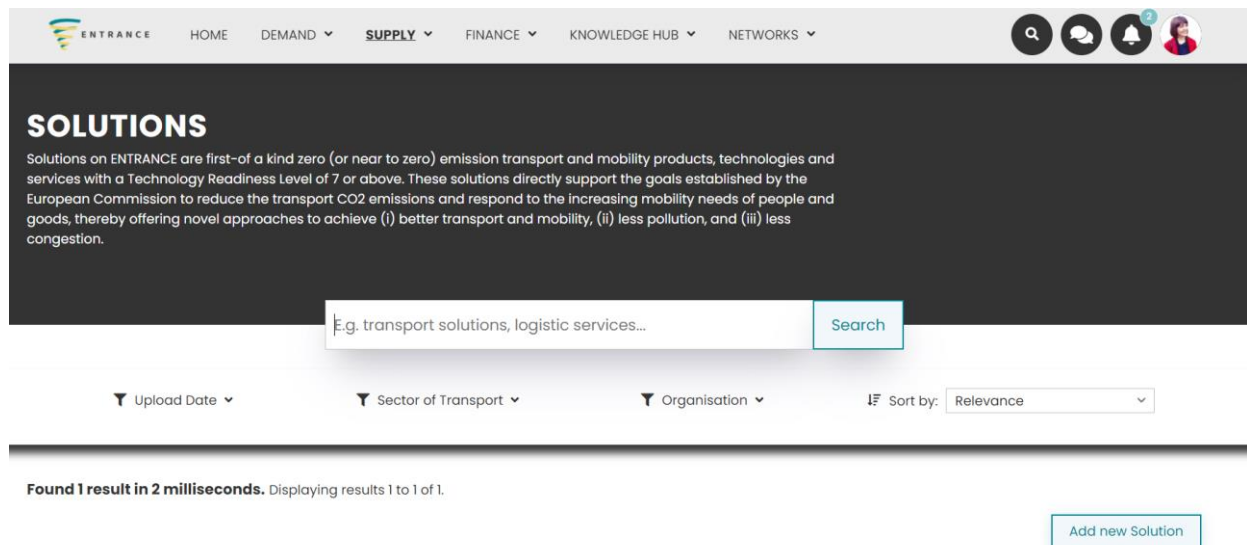 ENTRANCE HOME DEMAND SUPPLY FINANCE KNOWLEDGE HUB NETWORKS 2
SOLUTIONS
Solutions on ENTRANCE are first-of a kind zero (or near to zero) emission transport and mobility products, technologies and
services with a Technology Readiness Level of 7 or above. These solutions directly support the goals established by the
European Commission to reduce the transport CO2 emissions and respond to the increasing mobility needs of people and
goods, thereby offering novel approaches to achieve (i) better transport and mobility, (ii) less pollution, and (iii) less
congestion.
E.g. transport solutions, logistic services... Search
Upload Date Sector of Transport Organisation Sort by: Relevance
Found 1 result in 2 milliseconds. Displaying results 1 to 1 of 1.
Add new Solution